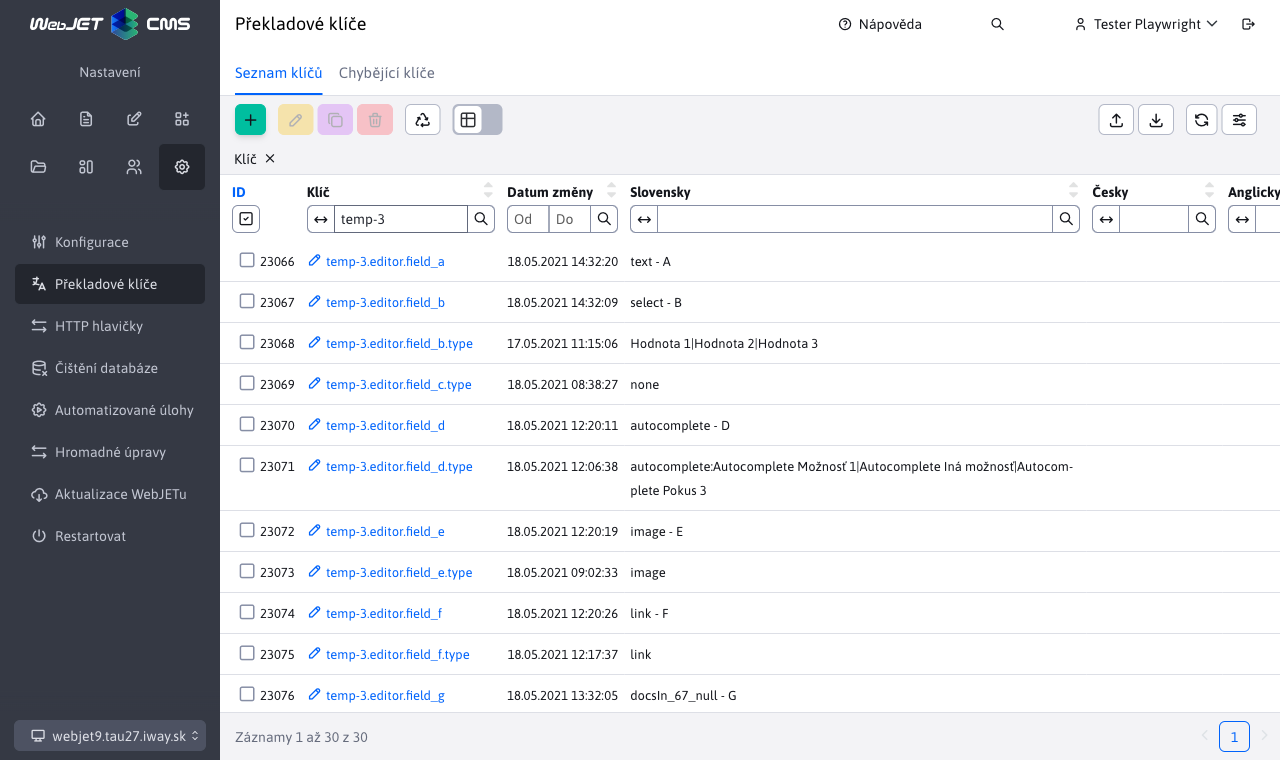 WebJET CMS
Překladové klíče
Nápověda
Tester Playwright
Nastavení
Seznam klíčů
Chybějící klíče
Klíč
ID
Klíč
Datum změny
Slovensky
Česky
Anglicky
temp-3
Od
Do
Konfigurace
Překladové klíče
HTTP hlavičky
Čištění databáze
Automatizované úlohy
Hromadné úpravy
Aktualizace WebJETu
Restartovat
23066 temp-3.editor.field_a 18.05.2021 14:32:20 text - A
23067 temp-3.editor.field_b 18.05.2021 14:32:09 select - B
23068 temp-3.editor.field_b.type 17.05.2021 11:15:06 Hodnota 1|Hodnota 2|Hodnota 3
23069 temp-3.editor.field_c.type 18.05.2021 08:38:27 none
23070 temp-3.editor.field_d 18.05.2021 12:20:11 autocomplete - D
23071 temp-3.editor.field_d.type 18.05.2021 12:06:38 autocomplete:Autocomplete Možnosť 1|Autocomplete Iná možnosť|Autocom-
plete Pokus 3
23072 temp-3.editor.field_e 18.05.2021 12:20:19 image - E
23073 temp-3.editor.field_e.type 18.05.2021 09:02:33 image
23074 temp-3.editor.field_f 18.05.2021 12:20:26 link - F
23075 temp-3.editor.field_f.type 18.05.2021 12:17:37 link
23076 temp-3.editor.field_g 18.05.2021 13:32:05 docsIn_67_null - G
webjet9.tau27.iway.sk
Záznamy 1 až 30 z 30
1